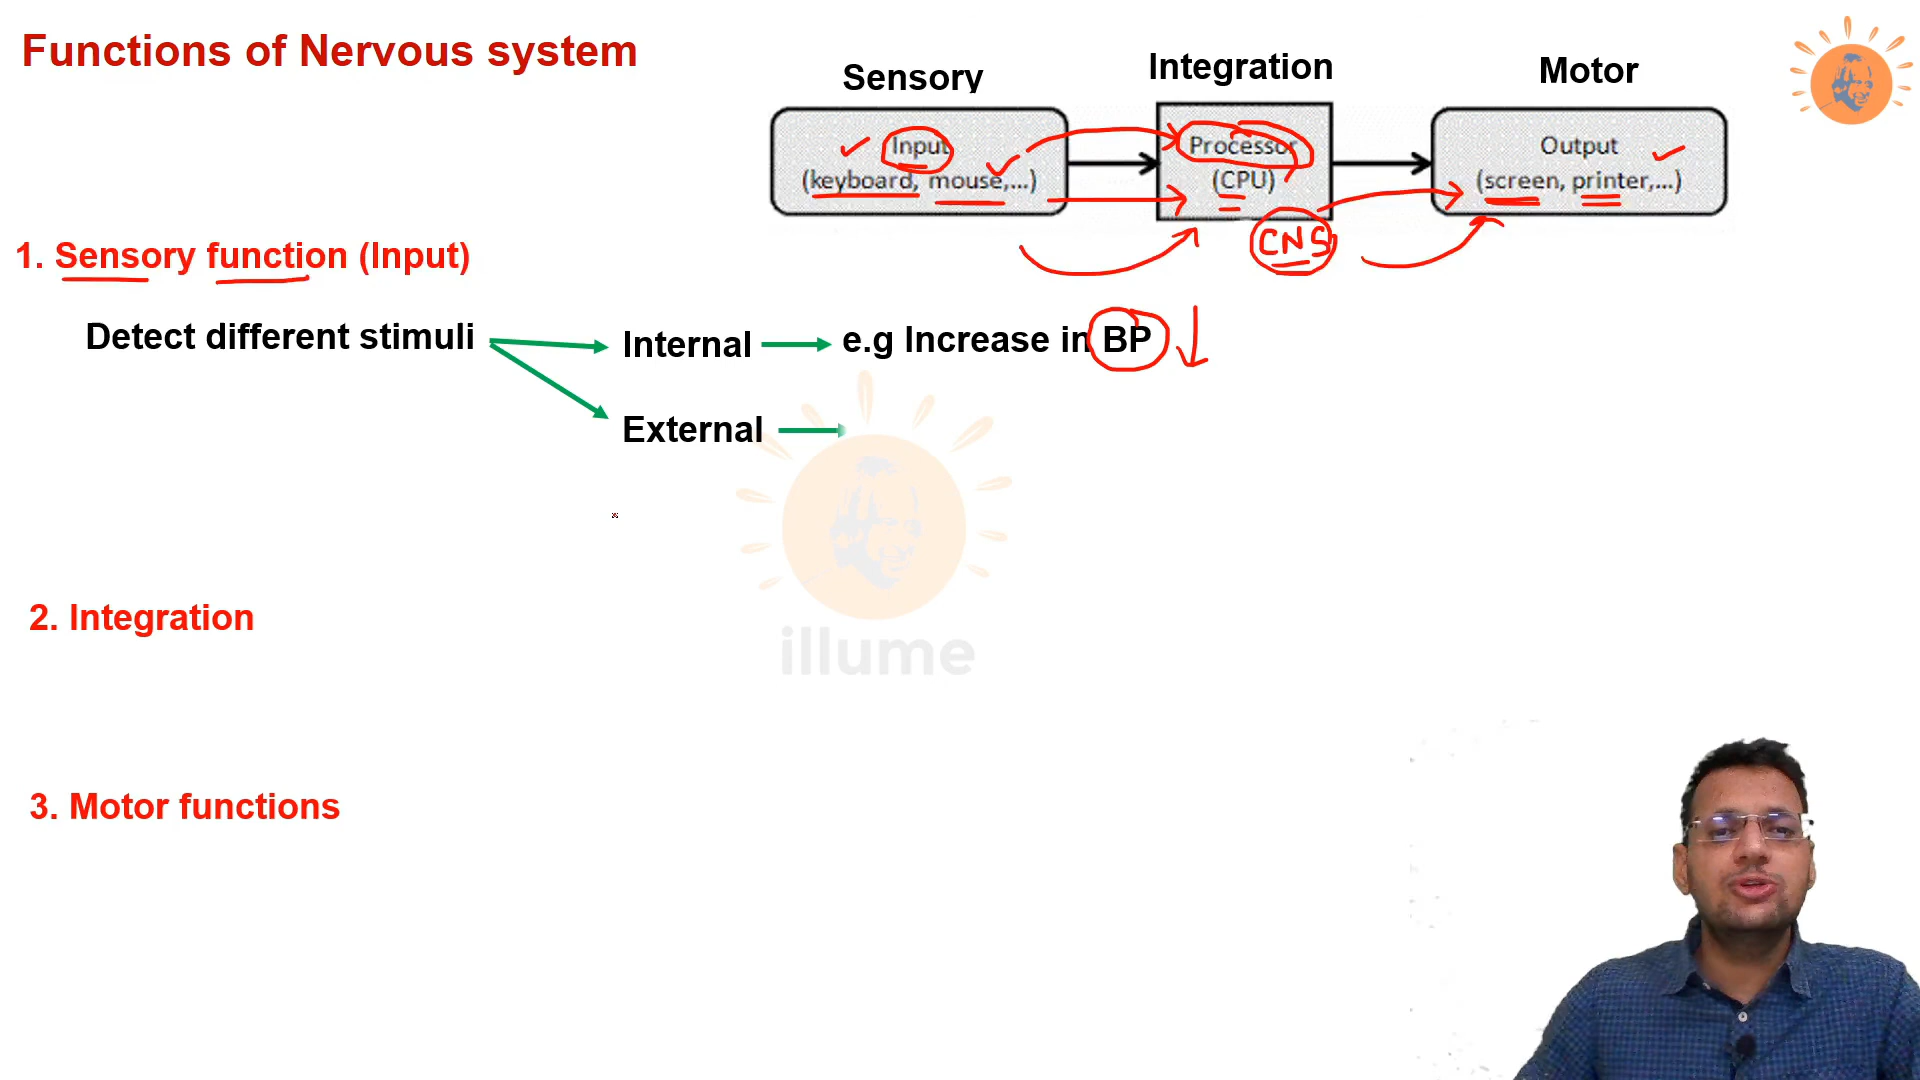 Functions of Nervous system
Sensory
Integration
Motor
Input
(keyboard, mouse,...)
Processor
(CPU)
Output
(screen, printer,...)
CNS
1. Sensory function (Input)
Detect different stimuli
Internal
e.g Increase in BP
External
illume
2. Integration
3. Motor functions